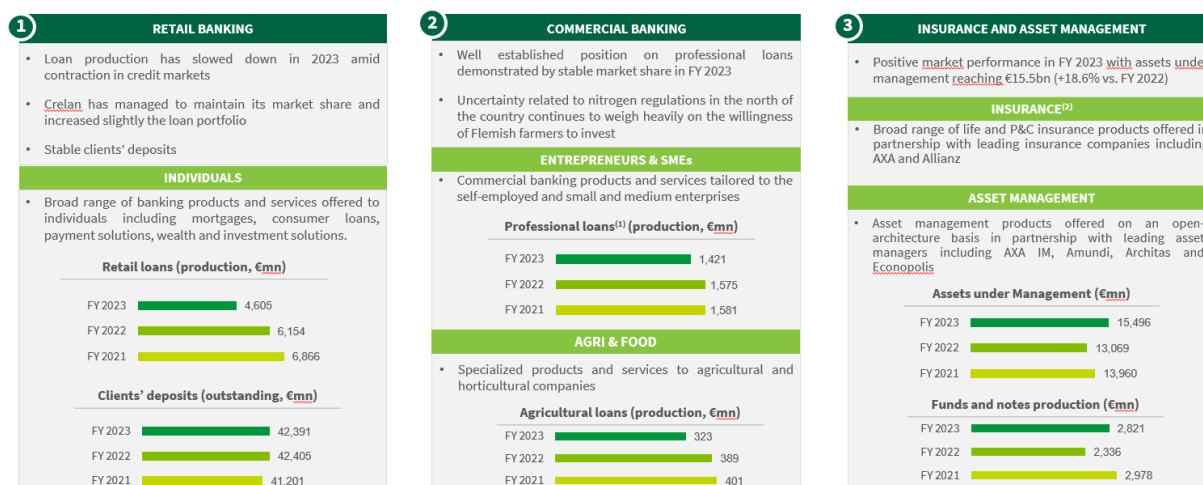 1
RETAIL BANKING
• Loan production has slowed down in 2023 amid
contraction in credit markets
• Crelan has managed to maintain its market share and
increased slightly the loan portfolio
• Stable clients' deposits
INDIVIDUALS
• Broad range of banking products and services offered to
individuals including mortgages, consumer loans,
payment solutions, wealth and investment solutions.
Retail loans (production, €mn)
FY 2023 4,605
FY 2022 6,154
FY 2021 6,866
Clients' deposits (outstanding, €mn)
FY 2023 42,391
FY 2022 42,405
FY 2021 41,201
2
COMMERCIAL BANKING
• Well established position on professional loans
demonstrated by stable market share in FY 2023
• Uncertainty related to nitrogen regulations in the north of
the country continues to weigh heavily on the willingness
of Flemish farmers to invest
ENTREPRENEURS & SMEs
• Commercial banking products and services tailored to the
self-employed and small and medium enterprises
Professional loans(1) (production, €mn)
FY 2023 1,421
FY 2022 1,575
FY 2021 1,581
AGRI & FOOD
• Specialized products and services to agricultural and
horticultural companies
Agricultural loans (production, €mn)
FY 2023 323
FY 2022 389
FY 2021 401
3
INSURANCE AND ASSET MANAGEMENT
• Positive market performance in FY 2023 with assets under
management reaching €15.5bn (+18.6% vs. FY 2022)
INSURANCE(2)
• Broad range of life and P&C insurance products offered in
partnership with leading insurance companies including
AXA and Allianz
ASSET MANAGEMENT
• Asset management products offered on an open-
architecture basis in partnership with leading asset
managers including AXA IM, Amundi, Architas and
Econopolis
Assets under Management (€mn)
FY 2023 15,496
FY 2022 13,069
FY 2021 13,960
Funds and notes production (€mn)
FY 2023 2,821
FY 2022 2,336
FY 2021 2,978